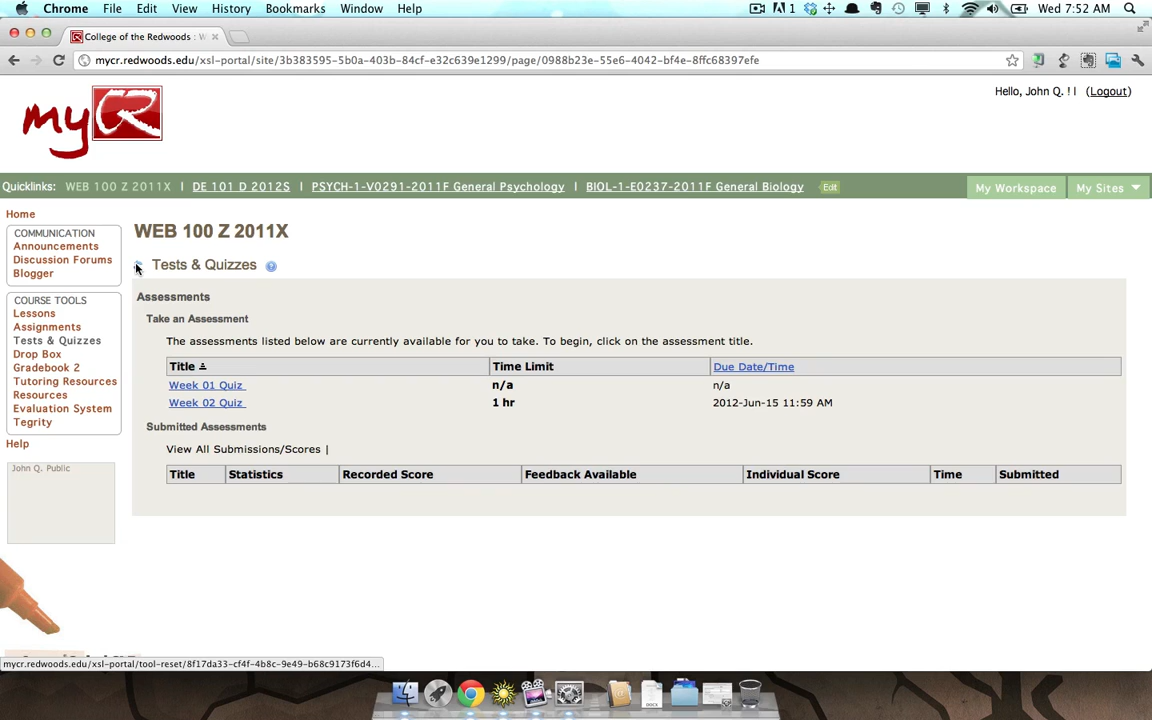 Chrome File Edit View History Bookmarks Window Help 1 Wed 7:52 AM
College of the Redwoods : W
mycr.redwoods.edu/xsl-portal/site/3b383595-5b0a-403b-84cf-e32c639e1299/page/0988b23e-55e6-4042-bf4e-8ffc68397efe
myCR
Hello, John Q. ! | (Logout)
Quicklinks: WEB 100 Z 2011X | DE 101 D 2012S | PSYCH-1-V0291-2011F General Psychology | BIOL-1-E0237-2011F General Biology Edit My Workspace My Sites
Home
COMMUNICATION
Announcements
Discussion Forums
Blogger
COURSE TOOLS
Lessons
Assignments
Tests & Quizzes
Drop Box
Gradebook 2
Tutoring Resources
Resources
Evaluation System
Tegrity
Help
John Q. Public
WEB 100 Z 2011X
Tests & Quizzes ?
Assessments
Take an Assessment
The assessments listed below are currently available for you to take. To begin, click on the assessment title.
Title Time Limit Due Date/Time
Week 01 Quiz n/a n/a
Week 02 Quiz 1 hr 2012-Jun-15 11:59 AM
Submitted Assessments
View All Submissions/Scores |
Title Statistics Recorded Score Feedback Available Individual Score Time Submitted
mycr.redwoods.edu/xsl-portal/tool-reset/8f17da33-cf4f-4b8c-9e49-b68c9173f6d4...
DOCX